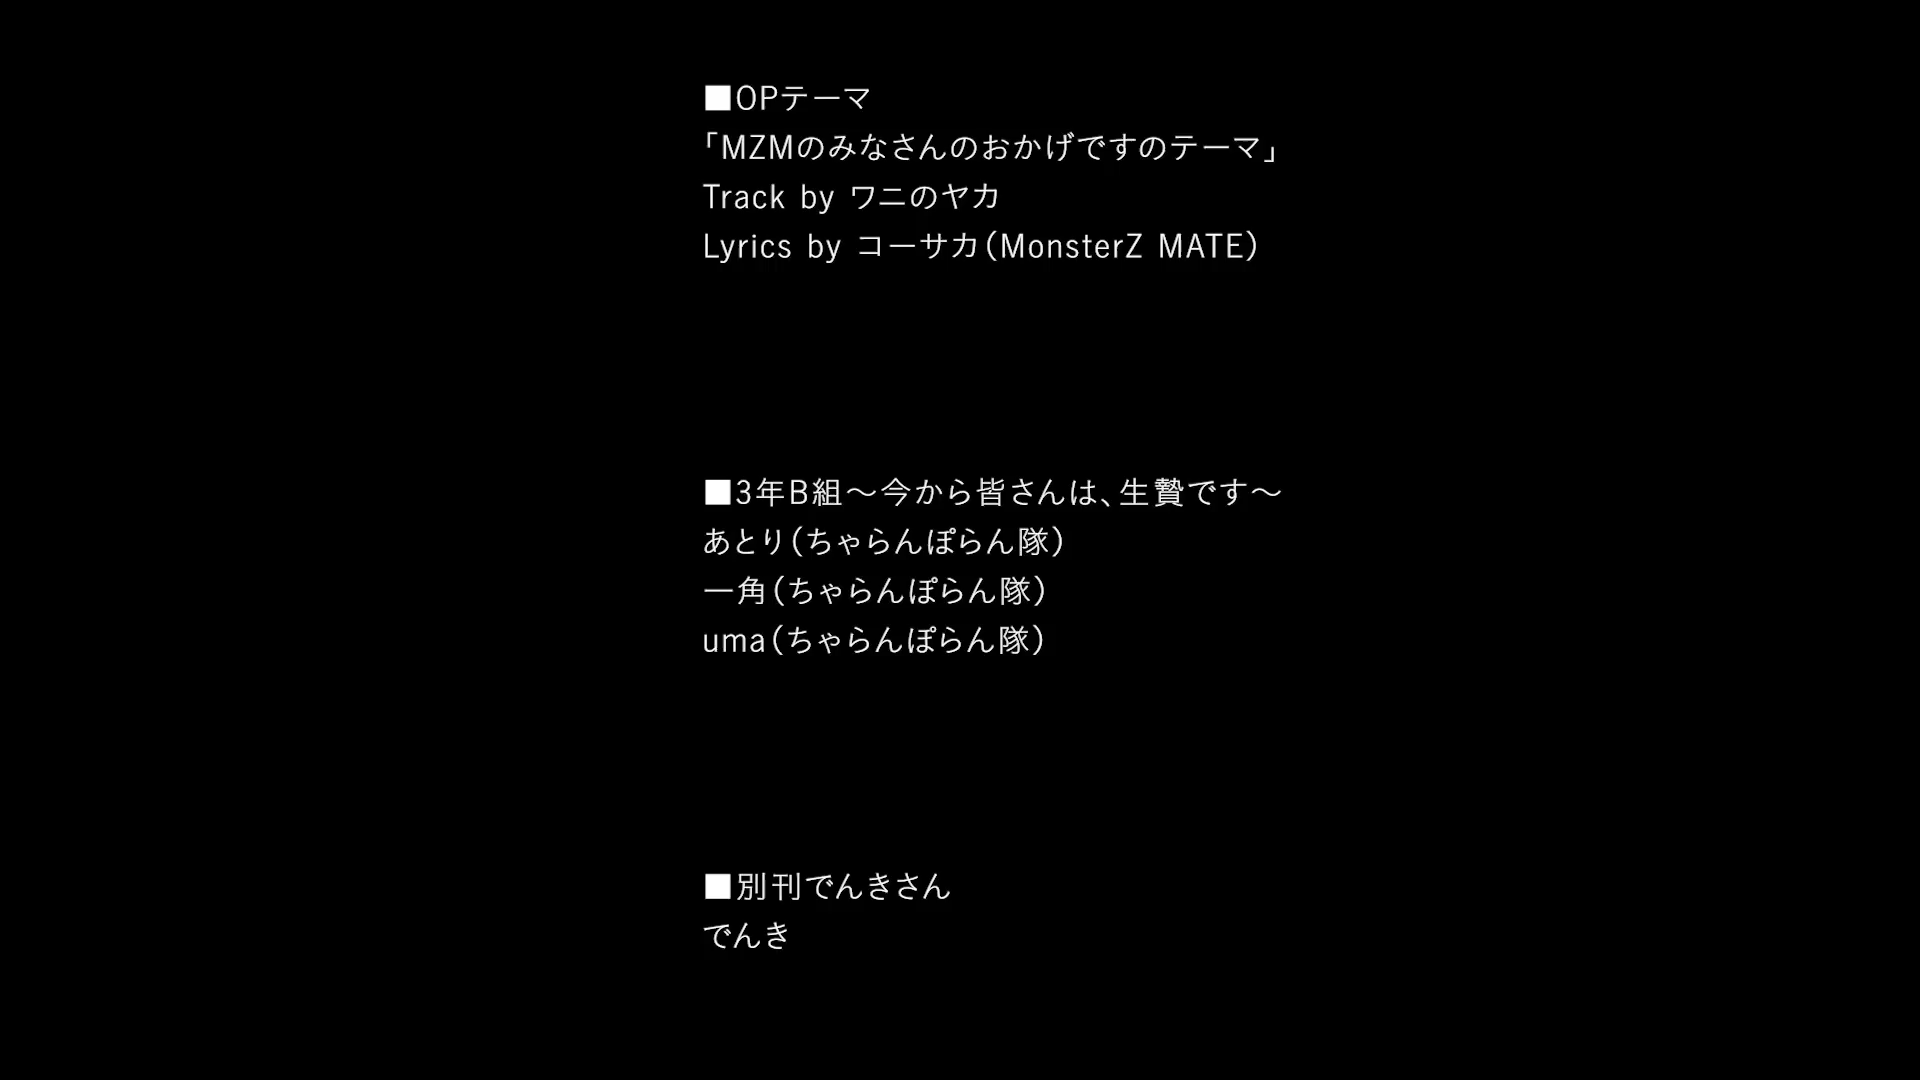 ■OPテーマ
「MZMのみなさんのおかげですのテーマ」
Track by ワニのヤカ
Lyrics by コーサカ（MonsterZ MATE）
■3年B組～今から皆さんは、生贄です～
あとり（ちゃらんぽらん隊）
一角（ちゃらんぽらん隊）
uma（ちゃらんぽらん隊）
■別刊でんきさん
でんき